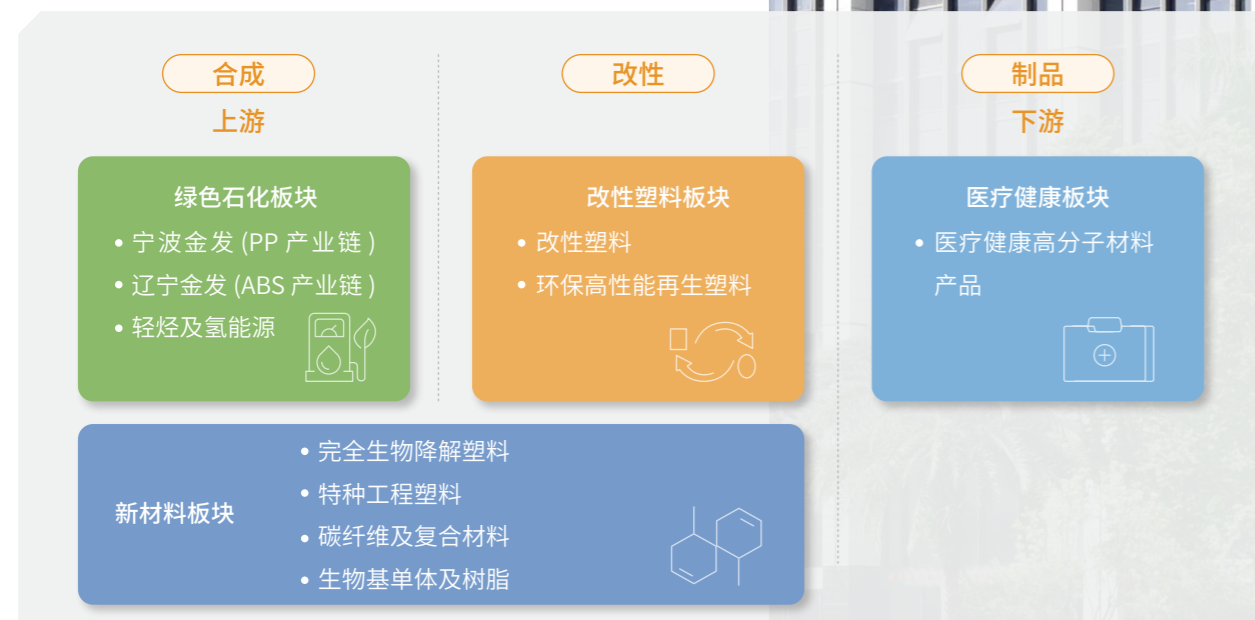 合成
上游
改性
制品
下游
绿色石化板块
• 宁波金发 (PP 产业链 )
• 辽宁金发 (ABS 产业链 )
• 轻烃及氢能源
改性塑料板块
• 改性塑料
• 环保高性能再生塑料
医疗健康板块
• 医疗健康高分子材料
产品
新材料板块
• 完全生物降解塑料
• 特种工程塑料
• 碳纤维及复合材料
• 生物基单体及树脂